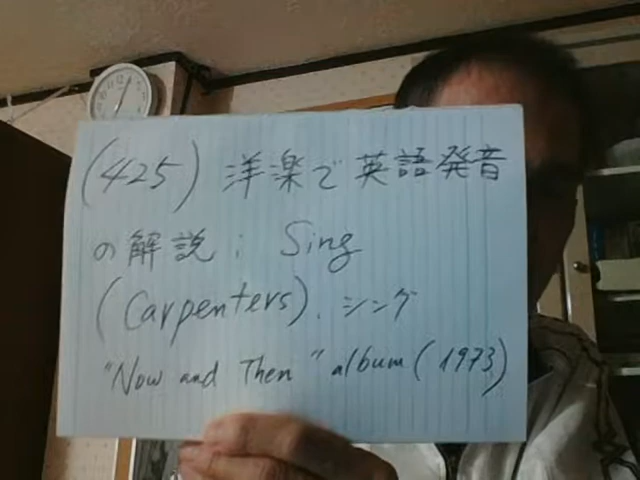 (425) 洋楽で英語発音
の解説: Sing
(Carpenters). シング
"Now and Then" album (1973)